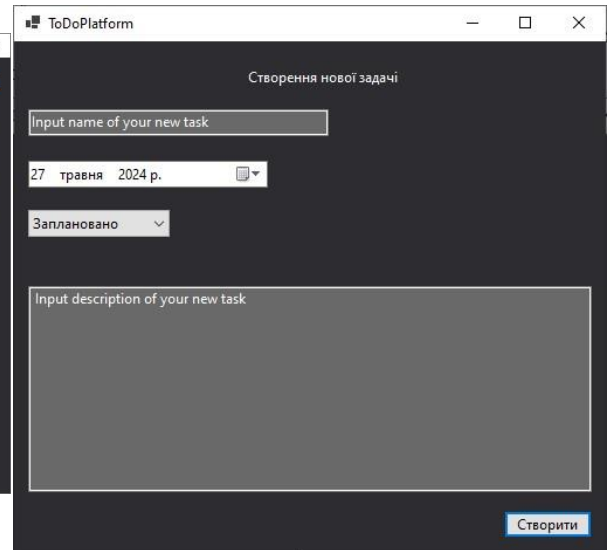 ToDoPlatform
Створення нової задачі
Input name of your new task
27 травня 2024 р.
Заплановано
Input description of your new task
Створити